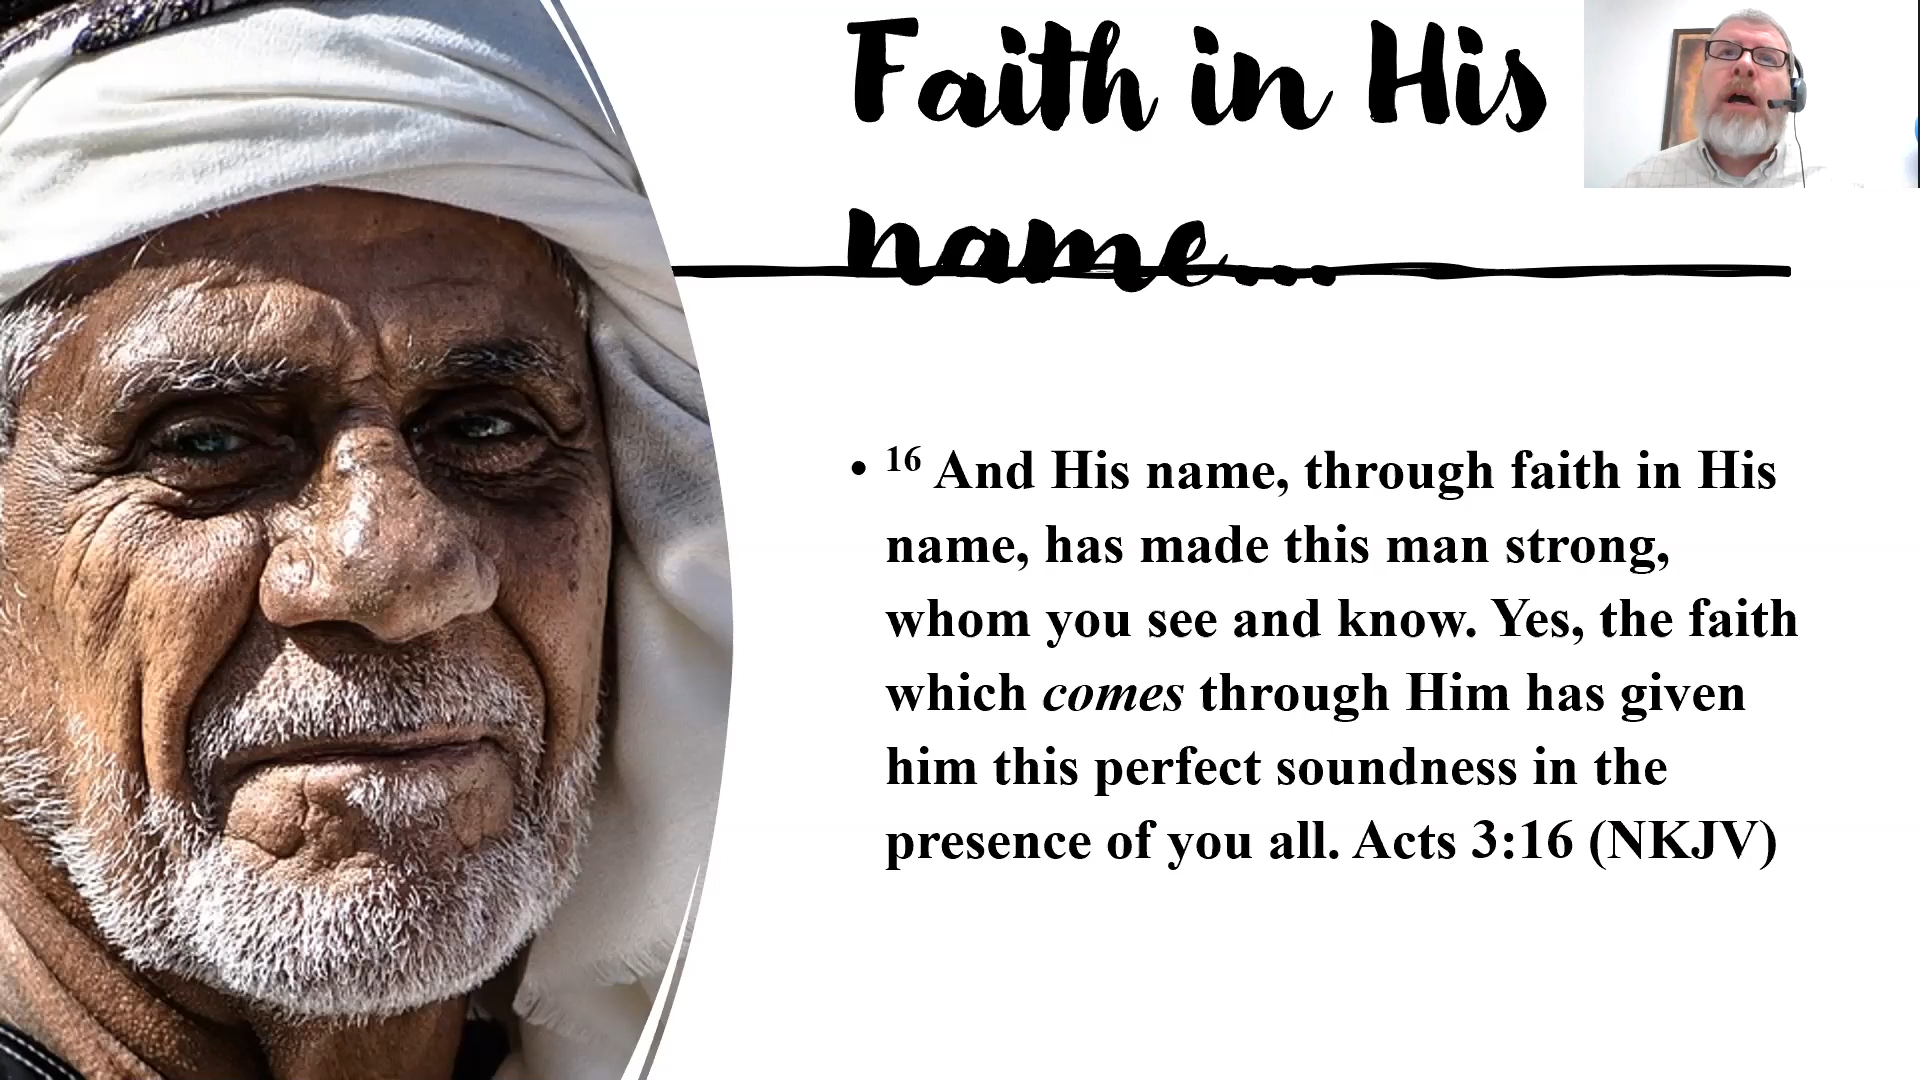 Faith in His
name...
• 16 And His name, through faith in His
name, has made this man strong,
whom you see and know. Yes, the faith
which comes through Him has given
him this perfect soundness in the
presence of you all. Acts 3:16 (NKJV)